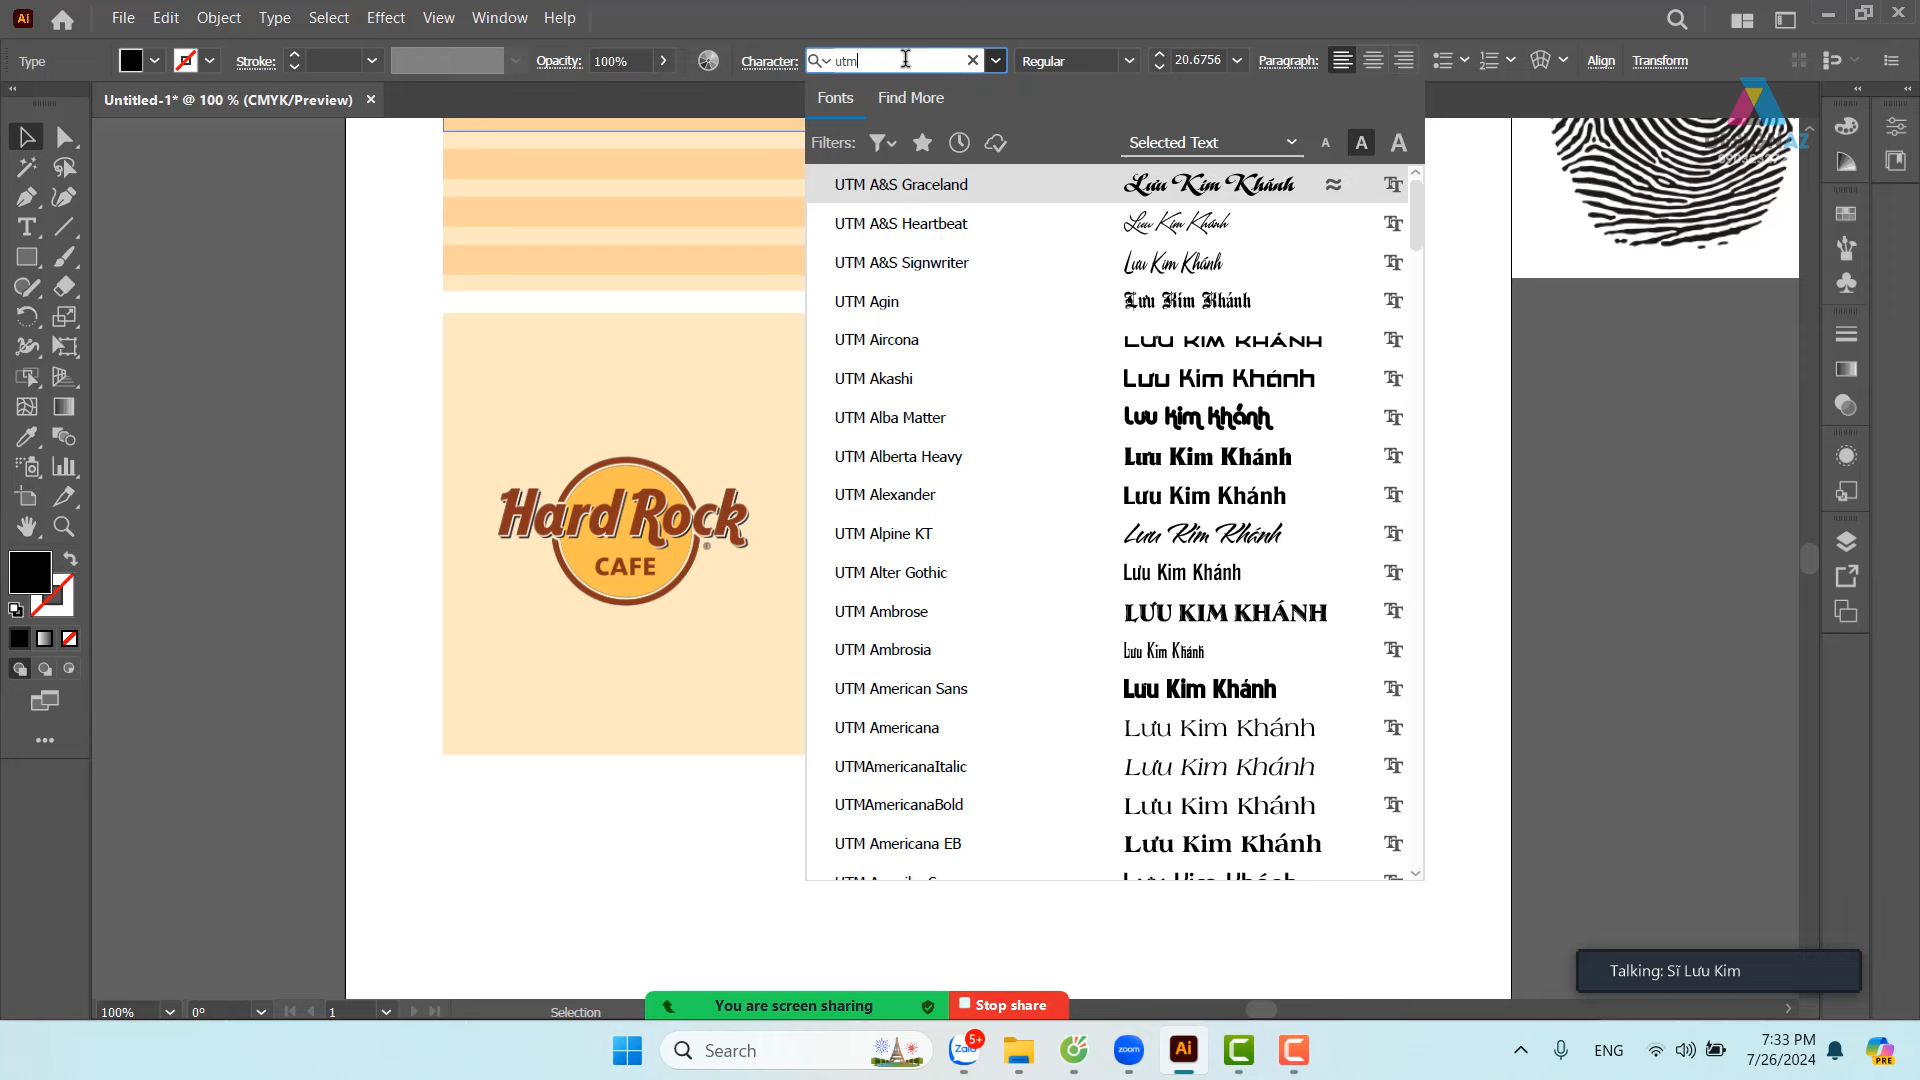 Ai File Edit Object Type Select Effect View Window Help
Type Stroke: Opacity: 100% Character: utm Regular 20.6756 Paragraph: Align Transform
Untitled-1* @ 100 % (CMYK/Preview)
Fonts Find More
Filters: Selected Text A A A
UTM A&S Graceland Lưu Kim Khánh
UTM A&S Heartbeat Lưu Kim Khánh
UTM A&S Signwriter Lưu Kim Khánh
UTM Agin Lưu Kim Khánh
UTM Aircona LƯU KIM KHÁNH
UTM Akashi Lưu Kim Khánh
UTM Alba Matter Lưu Kim Khánh
UTM Alberta Heavy Lưu Kim Khánh
UTM Alexander Lưu Kim Khánh
UTM Alpine KT Lưu Kim Khánh
UTM Alter Gothic Lưu Kim Khánh
UTM Ambrose LƯU KIM KHÁNH
UTM Ambrosia Lưu Kim Khánh
UTM American Sans Lưu Kim Khánh
UTM Americana Lưu Kim Khánh
UTMAmericanaItalic Lưu Kim Khánh
UTMAmericanaBold Lưu Kim Khánh
UTM Americana EB Lưu Kim Khánh
Hard Rock
®
CAFE
Talking: Sĩ Lưu Kim
100% 0° 1 Selection
You are screen sharing Stop share
Search
Zalo 5+ zoom Ai
ENG
7:33 PM
7/26/2024
PRE